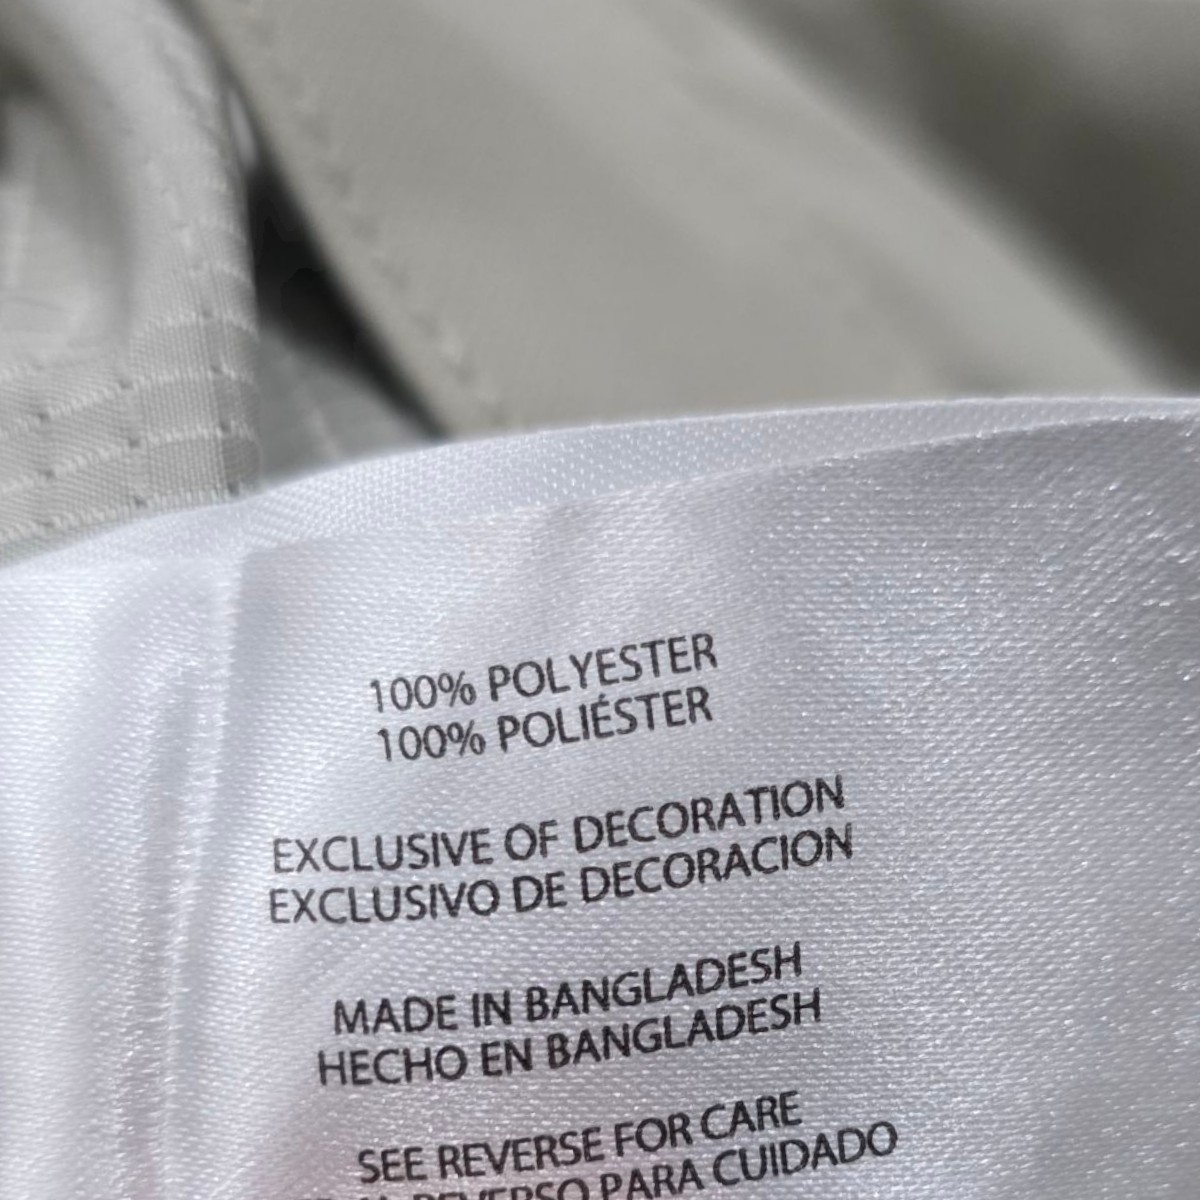 100% POLYESTER
100% POLIÉSTER
EXCLUSIVE OF DECORATION
EXCLUSIVO DE DECORACION
MADE IN BANGLADESH
HECHO EN BANGLADESH
SEE REVERSE FOR CARE
REVERSO PARA CUIDADO